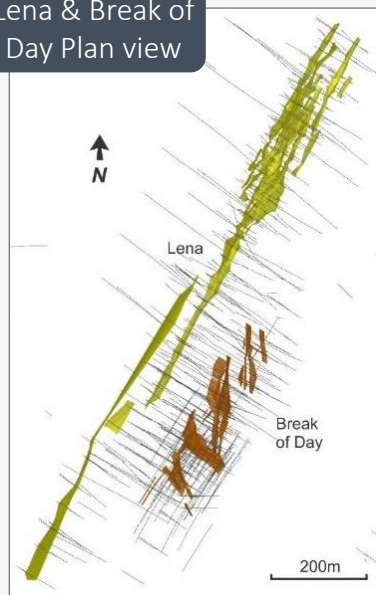 Lena & Break of
Day Plan view
N
Lena
Break
of Day
200m